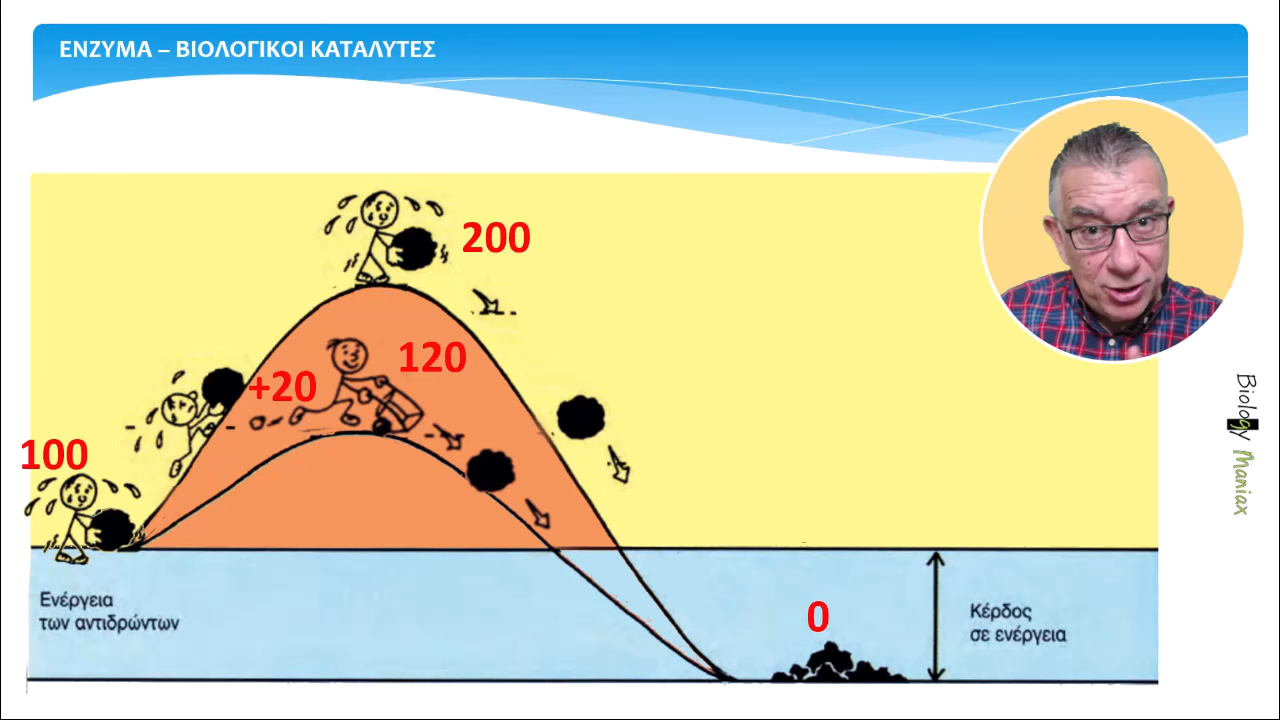 ΕΝΖΥΜΑ – ΒΙΟΛΟΓΙΚΟΙ ΚΑΤΑΛΥΤΕΣ
200
120
+20
100
Ενέργεια
των αντιδρώντων
0
Κέρδος
σε ενέργεια
Biology Maniax